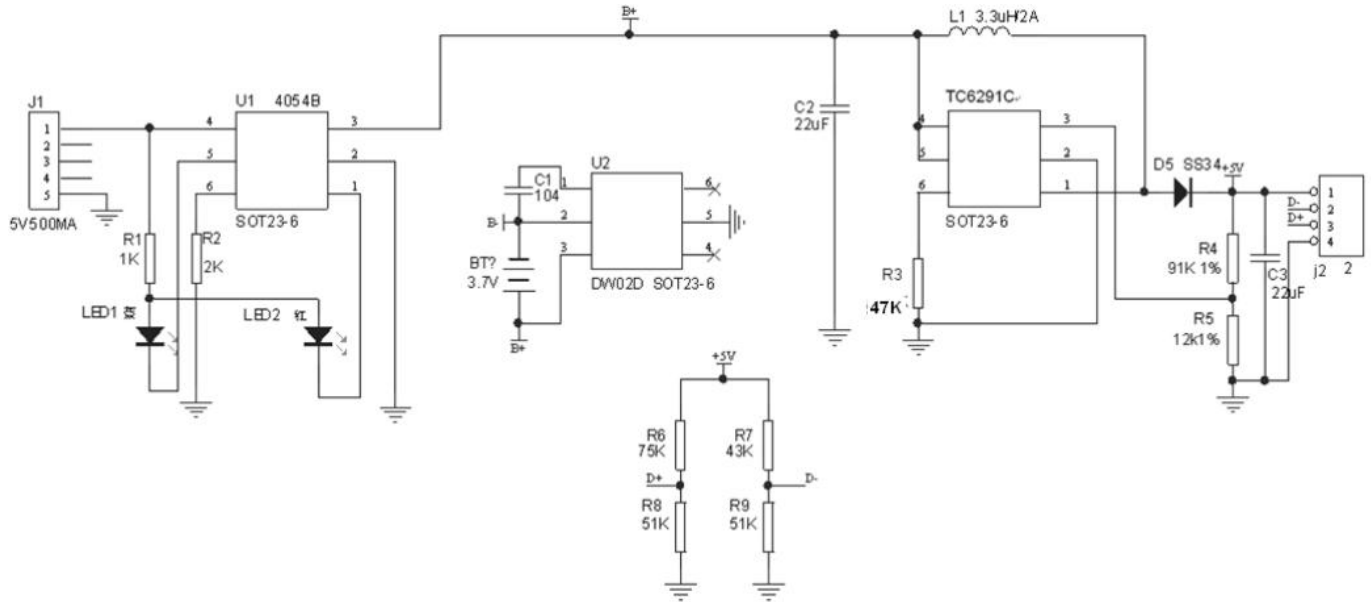 B+
L1 3.3uH/2A
J1
1
2
3
4
5
5V500MA
U1 4054B
4
5
6
3
2
1
SOT23-6
R1
1K
R2
2K
LED1
LED2 红
U2
C1
104
1
2
3
6
5
4
B-
BT?
3.7V
B+
DW02D SOT23-6
C2
22uF
TC6291C
4
5
6
3
2
1
SOT23-6
R3
47K
D5 SS34
+5V
D-
D+
1
2
3
4
j2 2
R4
91K 1%
C3
22uF
R5
12k1%
+5V
R6
75K
R7
43K
D+
D-
R8
51K
R9
51K